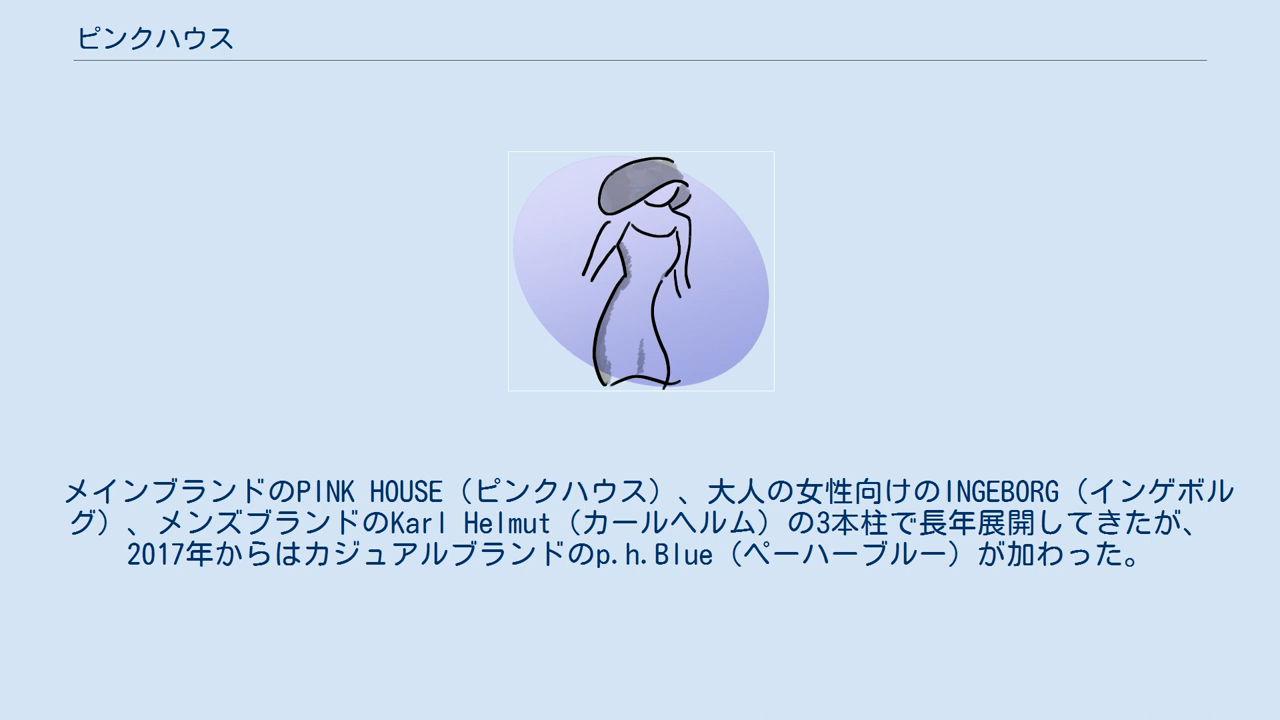 ピンクハウス
メインブランドのPINK HOUSE（ピンクハウス）、大人の女性向けのINGEBORG（インゲボル
グ）、メンズブランドのKarl Helmut（カールヘルム）の3本柱で長年展開してきたが、
2017年からはカジュアルブランドのp.h.Blue（ペーハーブルー）が加わった。